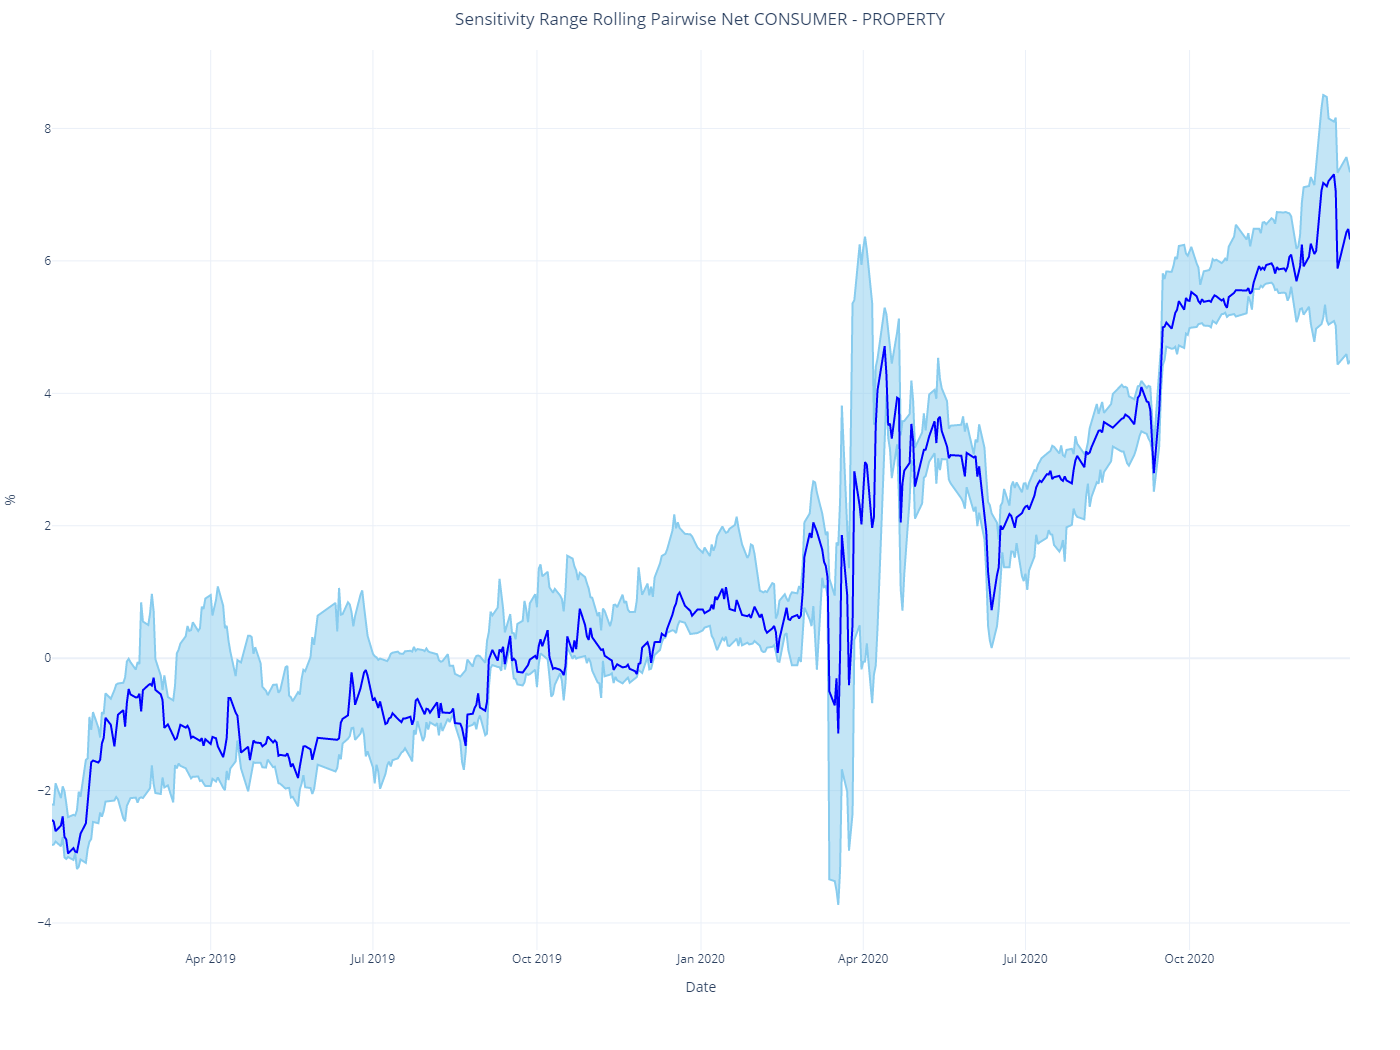 Sensitivity Range Rolling Pairwise Net CONSUMER - PROPERTY
%
8
6
4
2
0
−2
−4
Apr 2019
Jul 2019
Oct 2019
Jan 2020
Apr 2020
Jul 2020
Oct 2020
Date